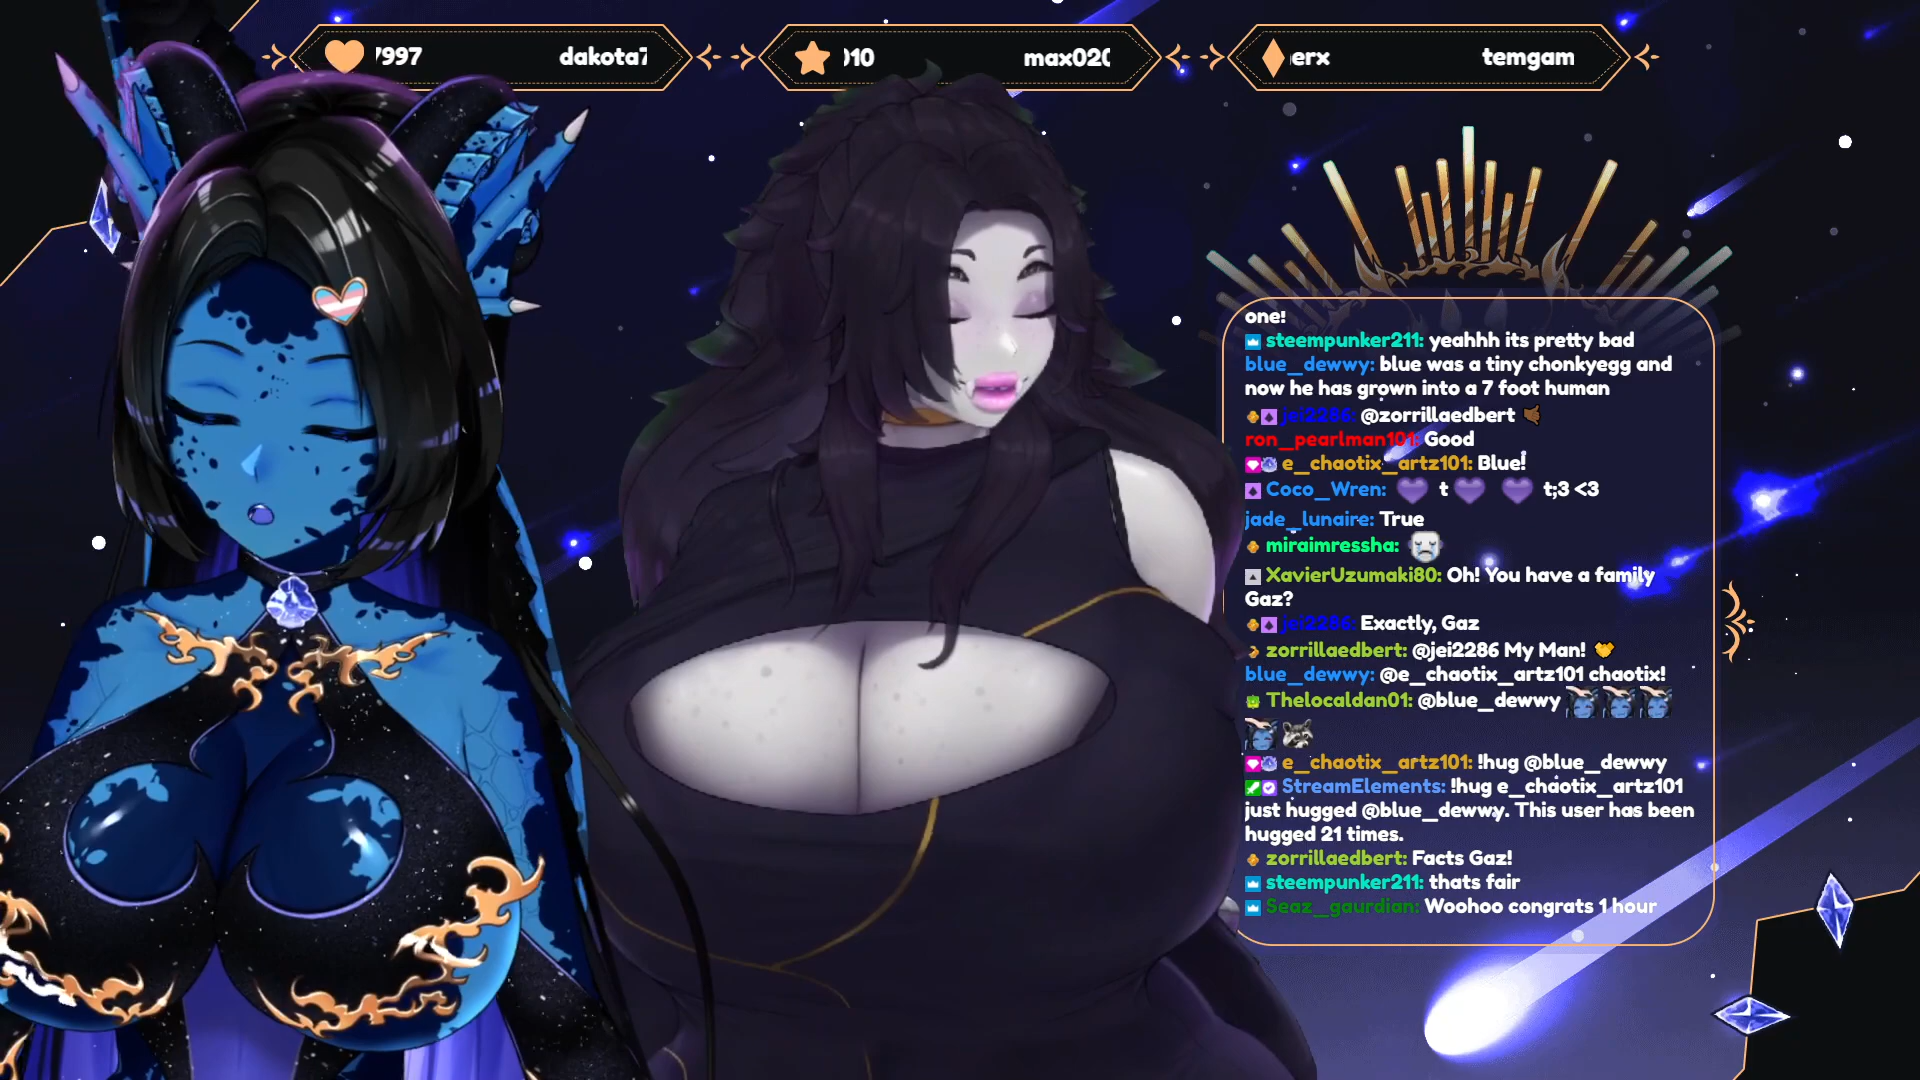 7997 dakota7
010 max020
erx temgam
one!
steempunker211: yeahhh its pretty bad
blue_dewwy: blue was a tiny chonkyegg and
now he has grown into a 7 foot human
jei2286: @zorrillaedbert
ron_pearlman101: Good
e_chaotix_artz101: Blue!
Coco_Wren: t t;3 <3
jade_lunaire: True
miraimressha:
XavierUzumaki80: Oh! You have a family
Gaz?
jei2286: Exactly, Gaz
zorrillaedbert: @jei2286 My Man!
blue_dewwy: @e_chaotix_artz101 chaotix!
Thelocaldan01: @blue_dewwy
e_chaotix_artz101: !hug @blue_dewwy
StreamElements: !hug e_chaotix_artz101
just hugged @blue_dewwy. This user has been
hugged 21 times.
zorrillaedbert: Facts Gaz!
steempunker211: thats fair
Seaz_gaurdian: Woohoo congrats 1 hour